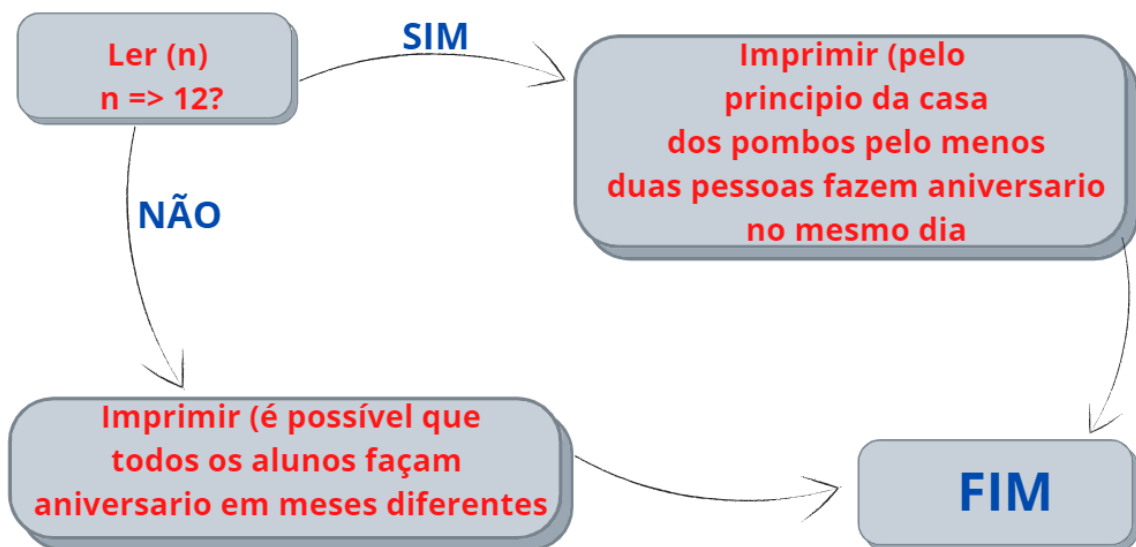 Ler (n)
n => 12?
SIM
Imprimir (pelo
principio da casa
dos pombos pelo menos
duas pessoas fazem aniversario
no mesmo dia
NÃO
Imprimir (é possível que
todos os alunos façam
aniversario em meses diferentes
FIM